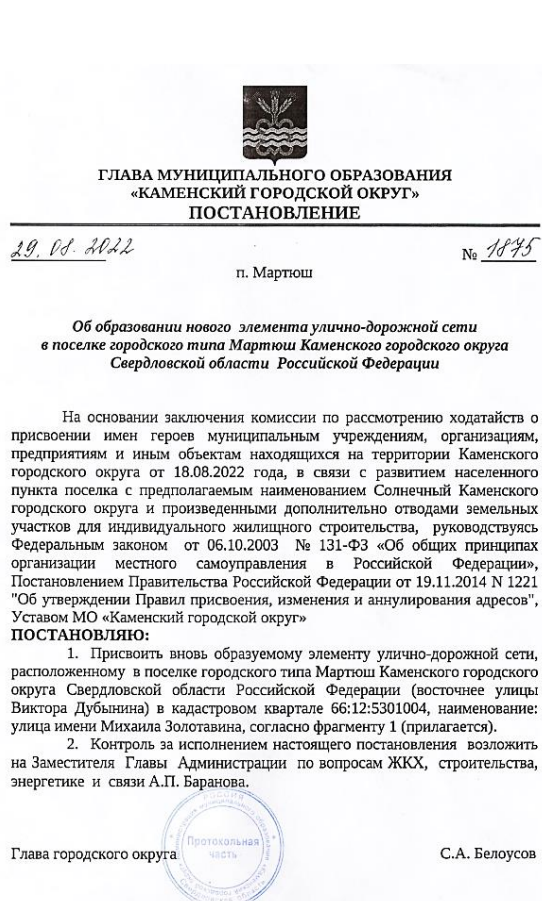 ГЛАВА МУНИЦИПАЛЬНОГО ОБРАЗОВАНИЯ
«КАМЕНСКИЙ ГОРОДСКОЙ ОКРУГ»
ПОСТАНОВЛЕНИЕ
29.08.2022 № 1875
п. Мартюш
Об образовании нового элемента улично-дорожной сети
в поселке городского типа Мартюш Каменского городского округа
Свердловской области Российской Федерации
На основании заключения комиссии по рассмотрению ходатайств о
присвоении имен героев муниципальным учреждениям, организациям,
предприятиям и иным объектам находящихся на территории Каменского
городского округа от 18.08.2022 года, в связи с развитием населенного
пункта поселка с предполагаемым наименованием Солнечный Каменского
городского округа и произведенными дополнительно отводами земельных
участков для индивидуального жилищного строительства, руководствуясь
Федеральным законом от 06.10.2003 № 131-ФЗ «Об общих принципах
организации местного самоуправления в Российской Федерации»,
Постановлением Правительства Российской Федерации от 19.11.2014 N 1221
"Об утверждении Правил присвоения, изменения и аннулирования адресов",
Уставом МО «Каменский городской округ»
ПОСТАНОВЛЯЮ:
1. Присвоить вновь образуемому элементу улично-дорожной сети,
расположенному в поселке городского типа Мартюш Каменского городского
округа Свердловской области Российской Федерации (восточнее улицы
Виктора Дубынина) в кадастровом квартале 66:12:5301004, наименование:
улица имени Михаила Золотавина, согласно фрагменту 1 (прилагается).
2. Контроль за исполнением настоящего постановления возложить
на Заместителя Главы Администрации по вопросам ЖКХ, строительства,
энергетике и связи А.П. Баранова.
РОССИЯ
Протокольная
часть
Глава городского округа С.А. Белоусов